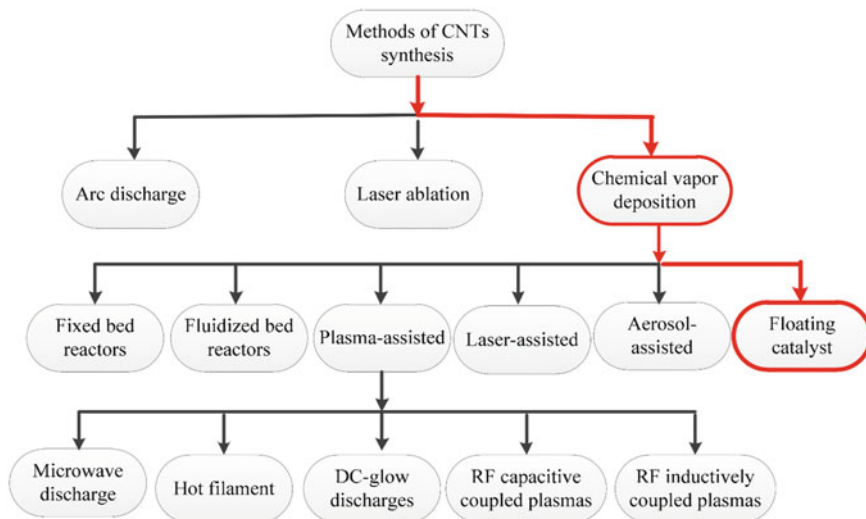 Methods of CNTs
synthesis
Arc discharge
Laser ablation
Chemical vapor
deposition
Fixed bed
reactors
Fluidized bed
reactors
Plasma-assisted
Laser-assisted
Aerosol-
assisted
Floating
catalyst
Microwave
discharge
Hot filament
DC-glow
discharges
RF capacitive
coupled plasmas
RF inductively
coupled plasmas